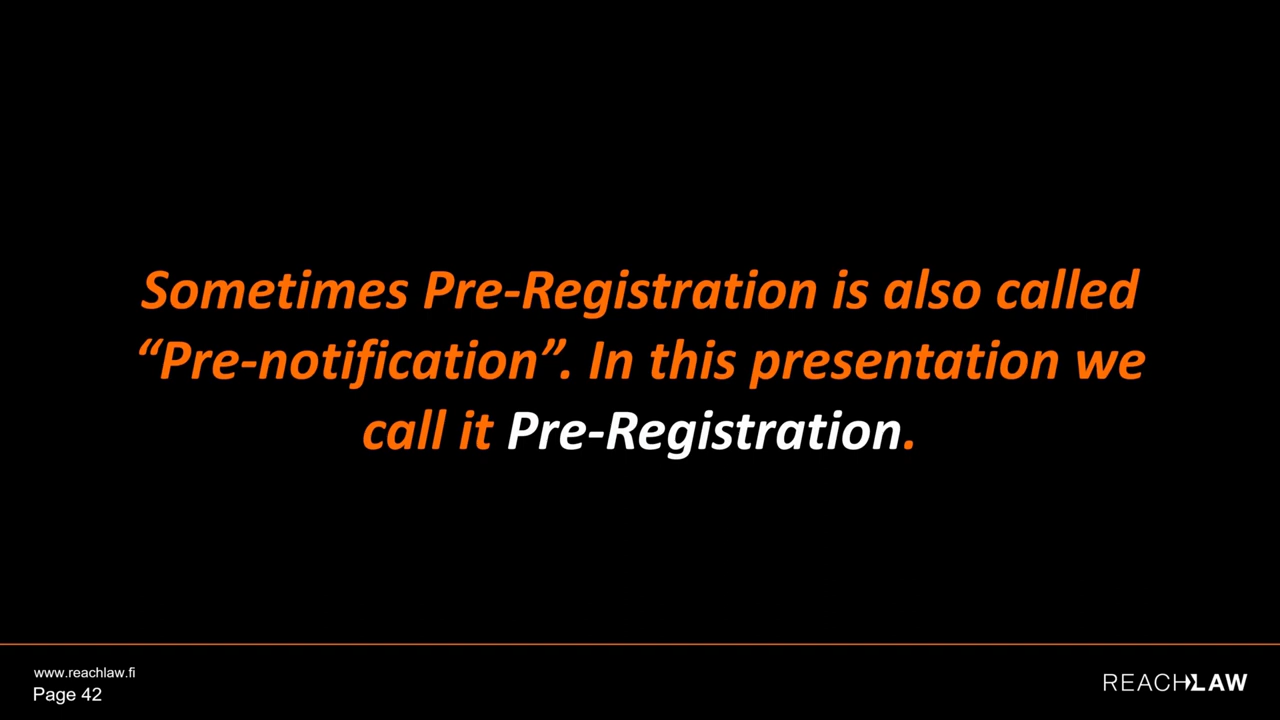 Sometimes Pre-Registration is also called
“Pre-notification”. In this presentation we
call it Pre-Registration.
www.reachlaw.fi
Page 42
REACHLAW